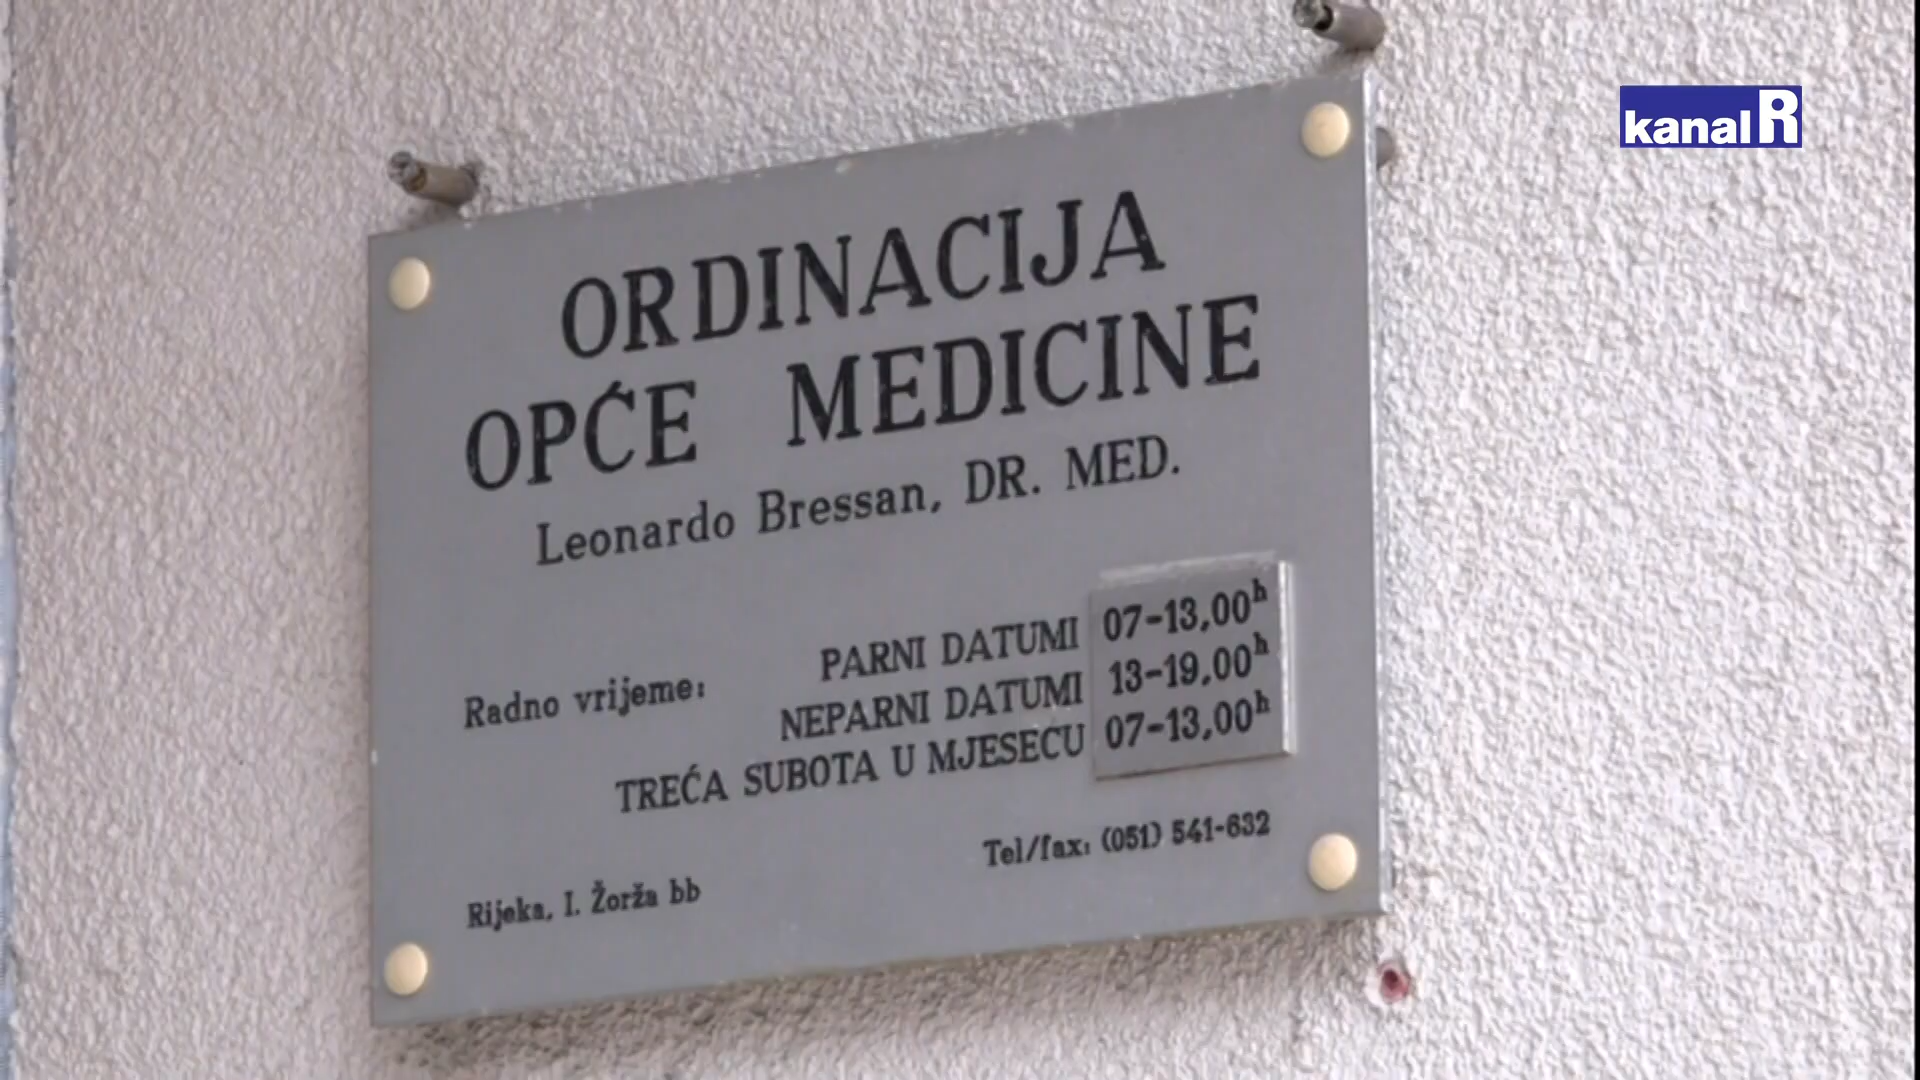 kanal R
ORDINACIJA
OPĆE MEDICINE
Leonardo Bressan, DR. MED.
Radno vrijeme: PARNI DATUMI 07-13,00h
NEPARNI DATUMI 13-19,00h
TREĆA SUBOTA U MJESECU 07-13,00h
Tel/fax: (051) 541-632
Rijeka, I. Žorža bb